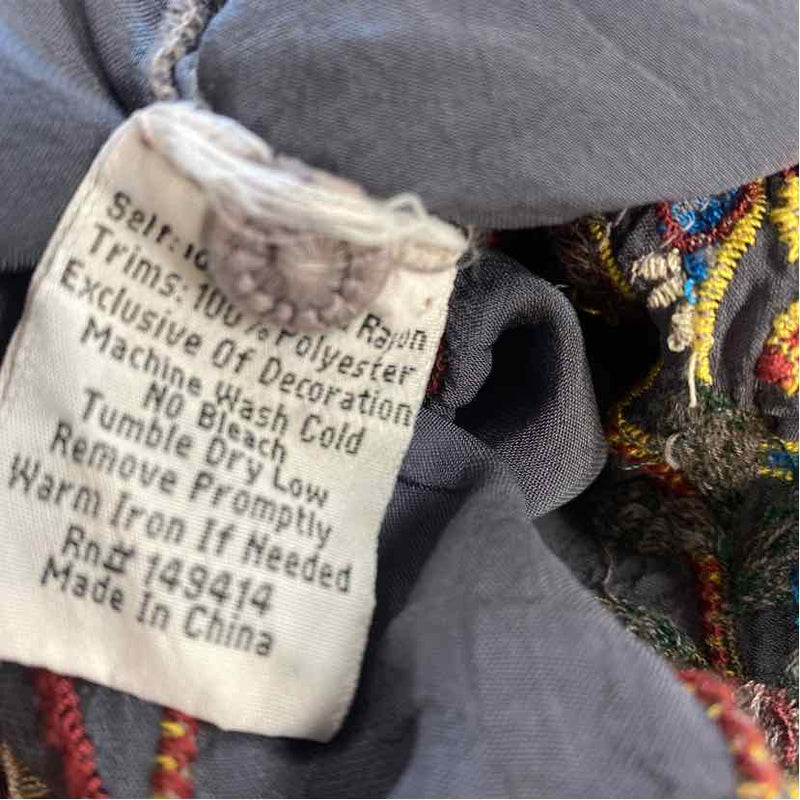 Self: Rayon
Trims: 100% Polyester
Exclusive Of Decoration
Machine Wash Cold
NO Bleach
Tumble Dry Low
Remove Promptly
Warm Iron If Needed
Rn# 149414
Made In China